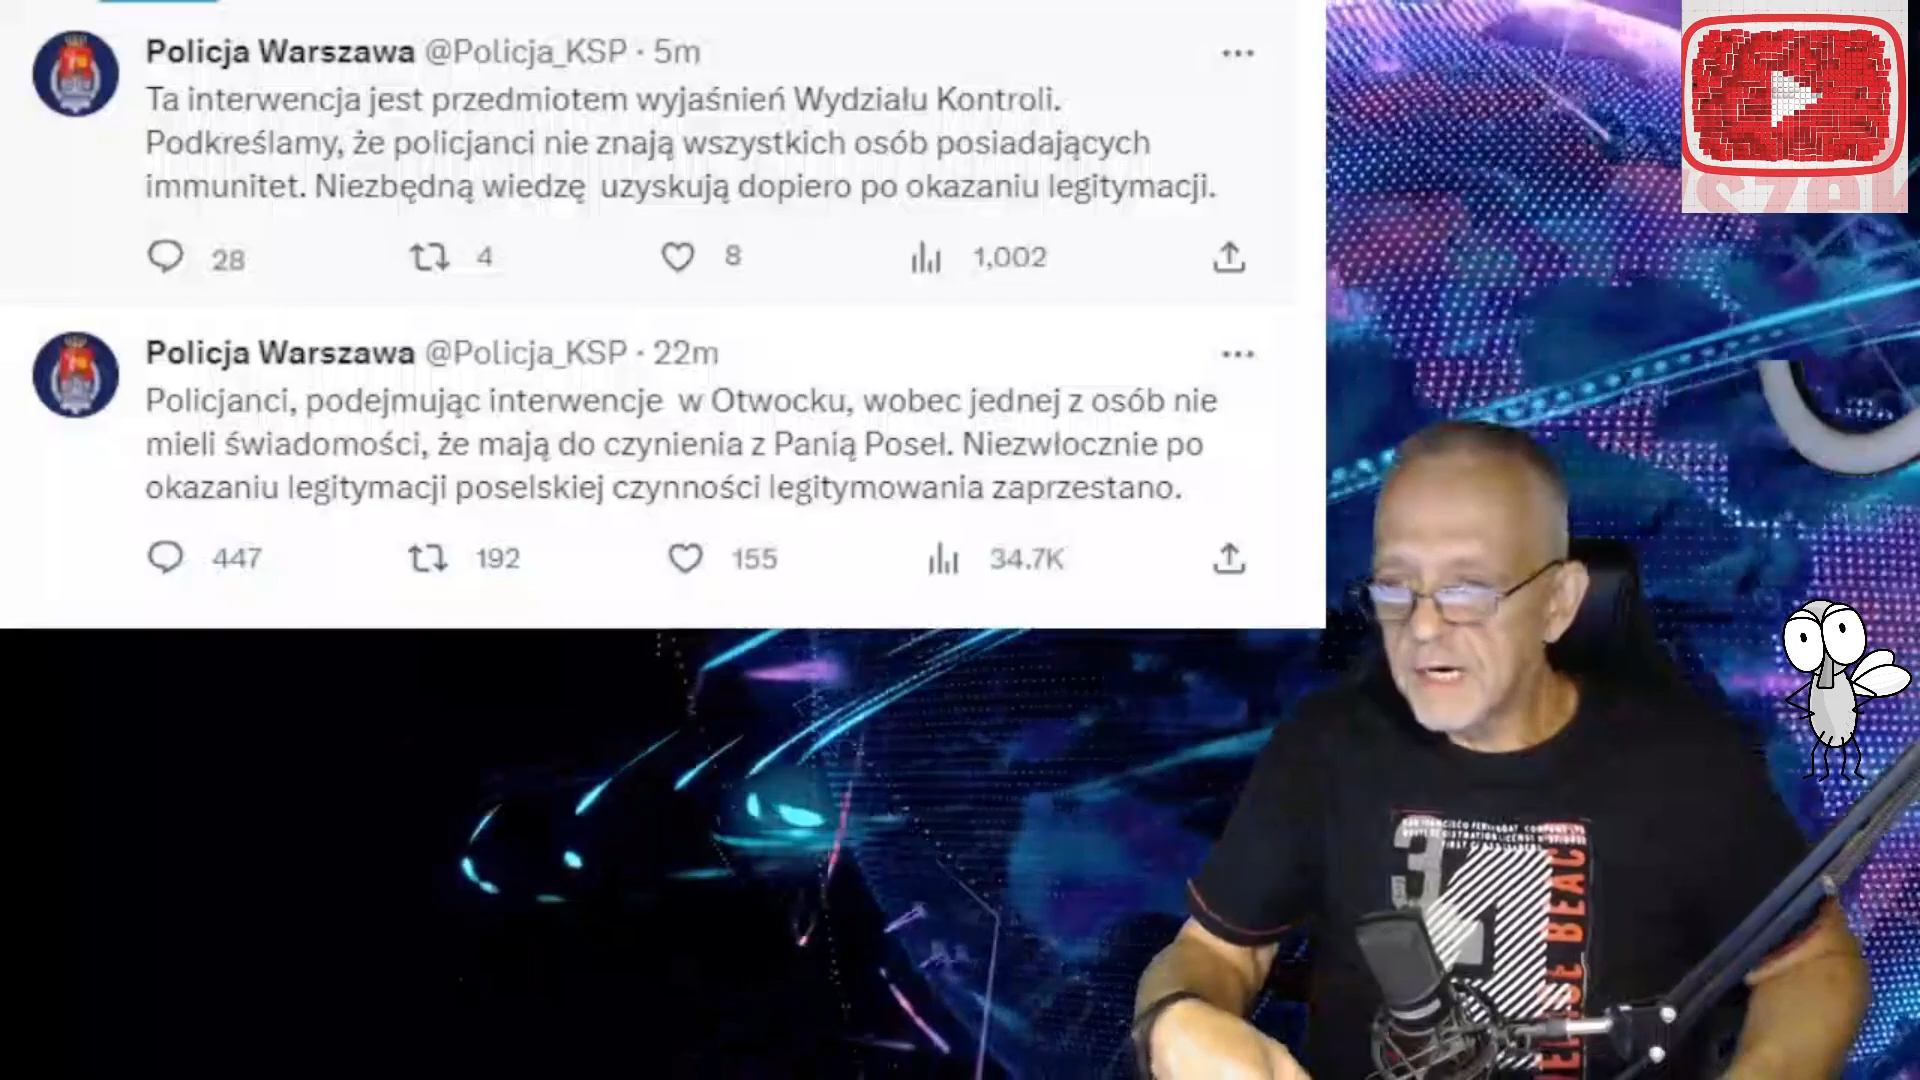 Policja Warszawa @Policja_KSP · 5m
Ta interwencja jest przedmiotem wyjaśnień Wydziału Kontroli.
Podkreślamy, że policjanci nie znają wszystkich osób posiadających
immunitet. Niezbędną wiedzę uzyskują dopiero po okazaniu legitymacji.
28 4 8 1,002
Policja Warszawa @Policja_KSP · 22m
Policjanci, podejmując interwencje w Otwocku, wobec jednej z osób nie
mieli świadomości, że mają do czynienia z Panią Poseł. Niezwłocznie po
okazaniu legitymacji poselskiej czynności legitymowania zaprzestano.
447 192 155 34.7K